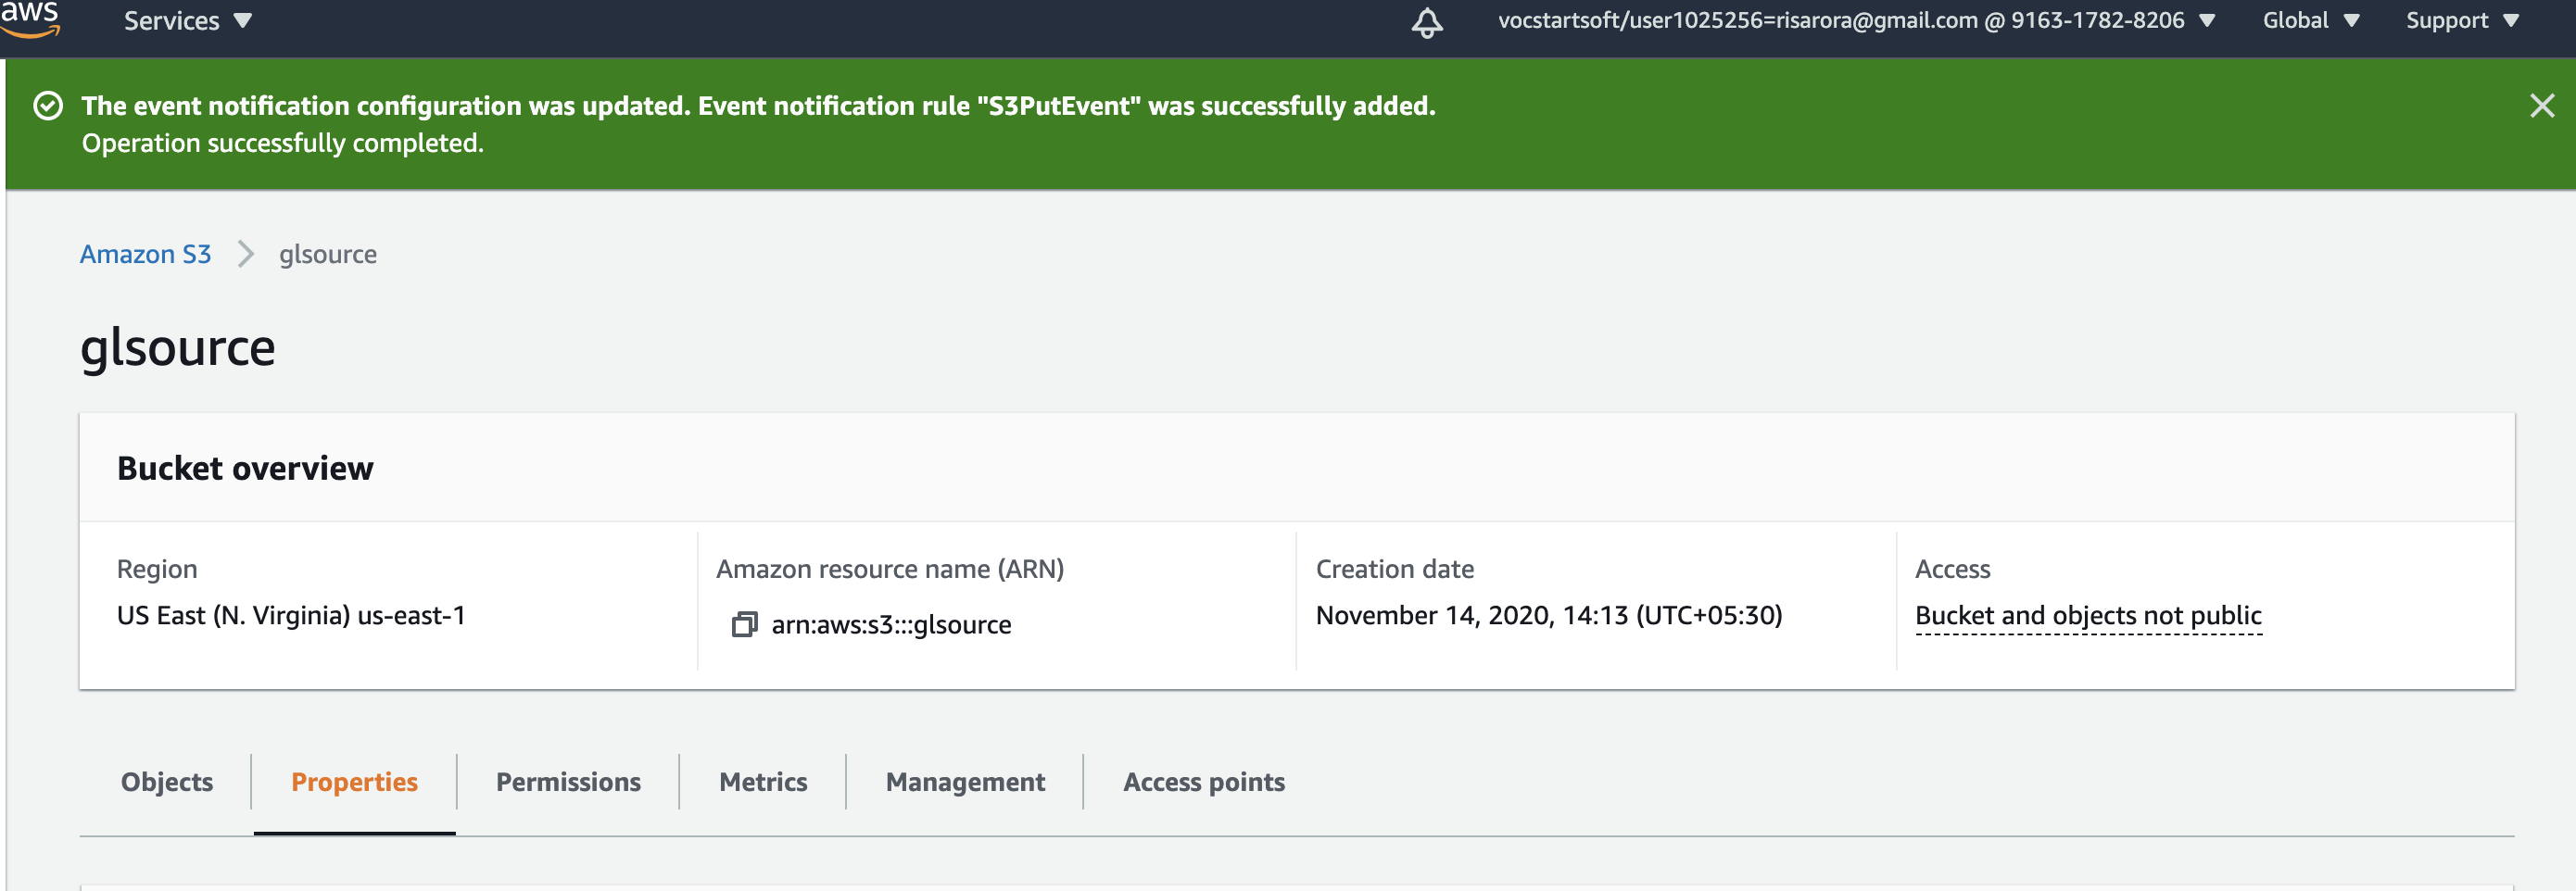 aws
Services
vocstartsoft/user1025256=risarora@gmail.com @ 9163-1782-8206
Global
Support
The event notification configuration was updated. Event notification rule "S3PutEvent" was successfully added.
Operation successfully completed.
Amazon S3
glsource
glsource
Bucket overview
Region
US East (N. Virginia) us-east-1
Amazon resource name (ARN)
arn:aws:s3:::glsource
Creation date
November 14, 2020, 14:13 (UTC+05:30)
Access
Bucket and objects not public
Objects
Properties
Permissions
Metrics
Management
Access points